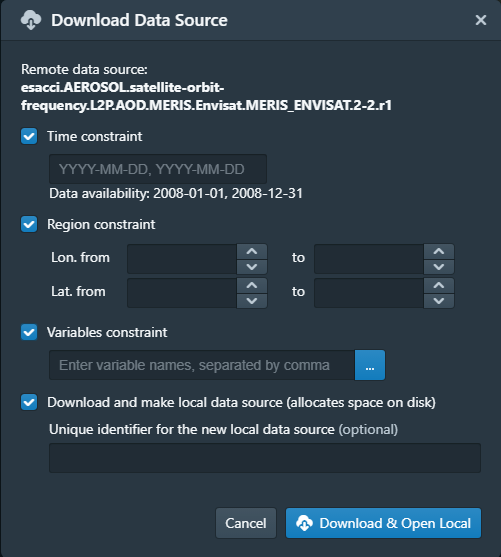 Download Data Source
Remote data source:
esacci.AEROSOL.satellite-orbit-
frequency.L2P.AOD.MERIS.Envisat.MERIS_ENVISAT.2-2.r1
Time constraint
YYYY-MM-DD, YYYY-MM-DD
Data availability: 2008-01-01, 2008-12-31
Region constraint
Lon. from to
Lat. from to
Variables constraint
Enter variable names, separated by comma ...
Download and make local data source (allocates space on disk)
Unique identifier for the new local data source (optional)
Cancel Download & Open Local